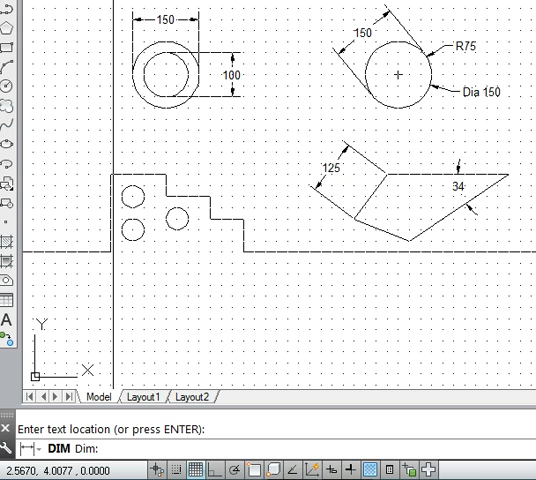 150
100
150
R75
Dia 150
125
34
A
Y
X
Model Layout1 Layout2
Enter text location (or press ENTER):
DIM Dim:
2.5670, 4.0077 , 0.0000